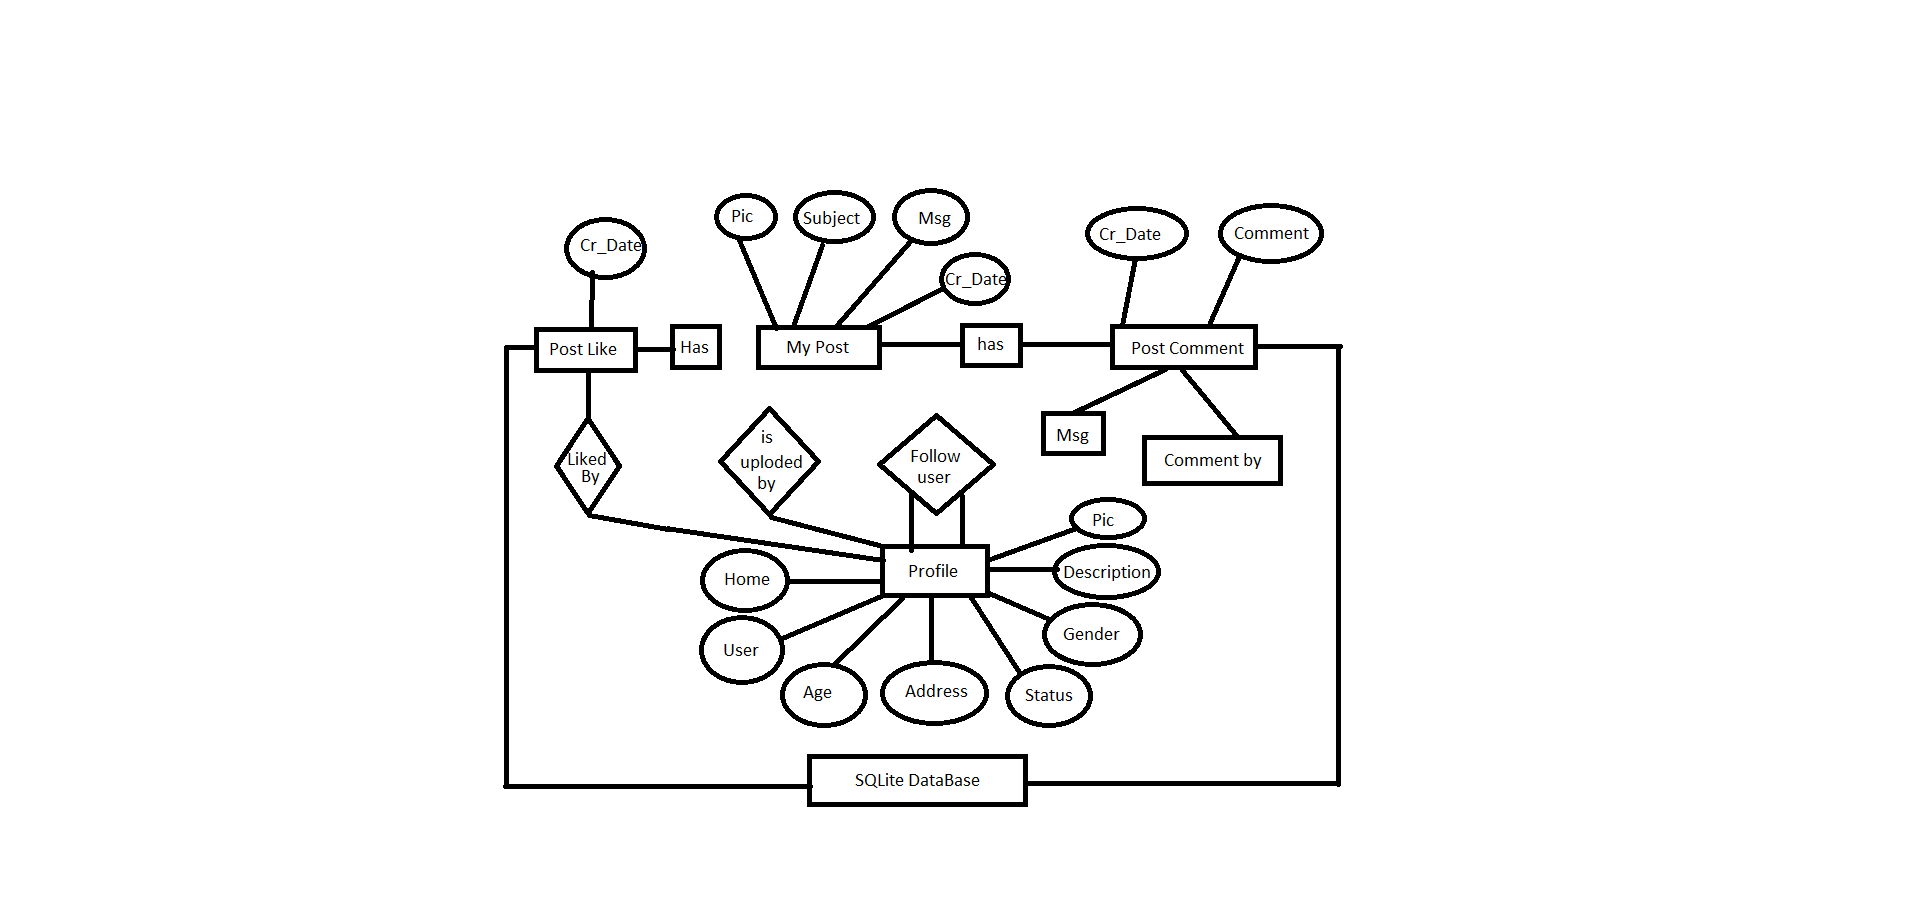 Pic
Subject
Msg
Cr_Date
Cr_Date
Comment
Cr_Date
Post Like
Has
My Post
has
Post Comment
Liked
By
is
uploded
by
Follow
user
Msg
Comment by
Pic
Profile
Description
Home
User
Gender
Age
Address
Status
SQLite DataBase